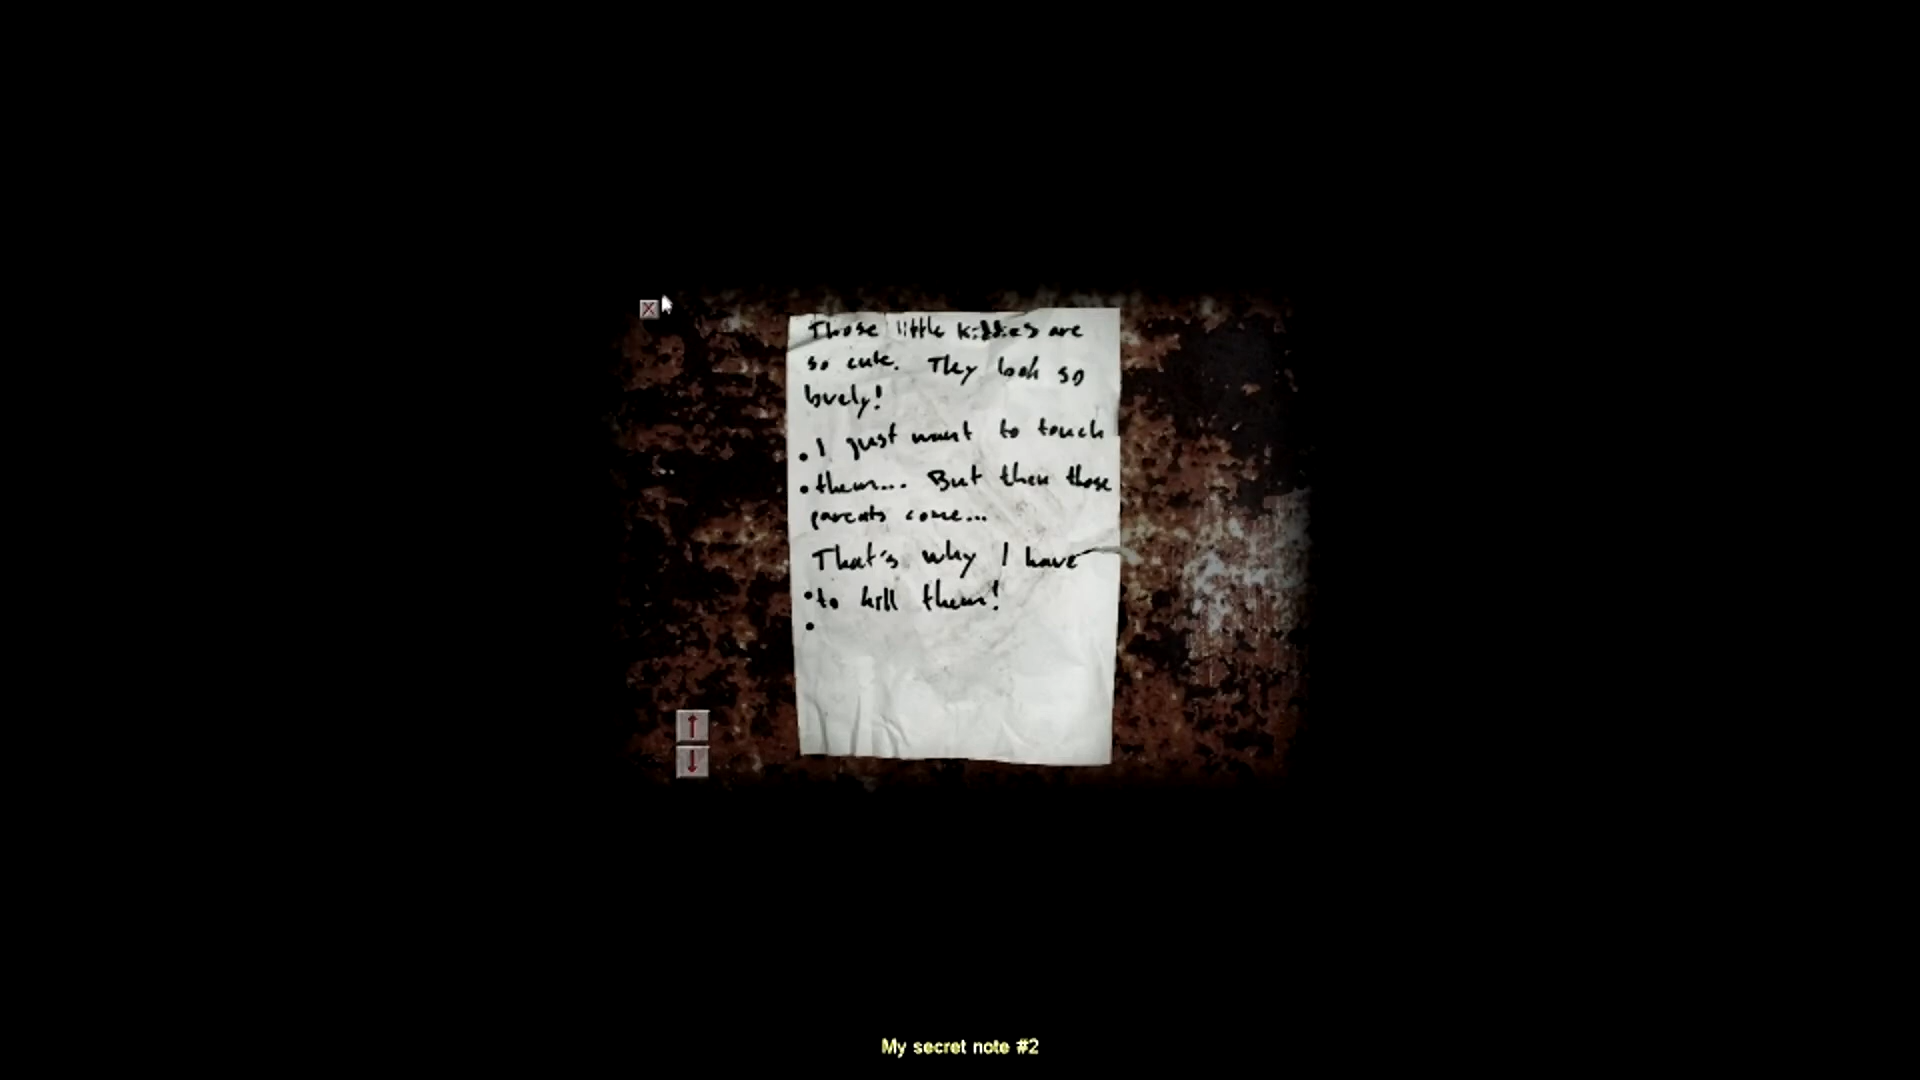 Those little kiddies are
so cute. They look so
lovely!
I just want to touch
them... But then those
parents come...
That's why I have
to kill them!
My secret note #2